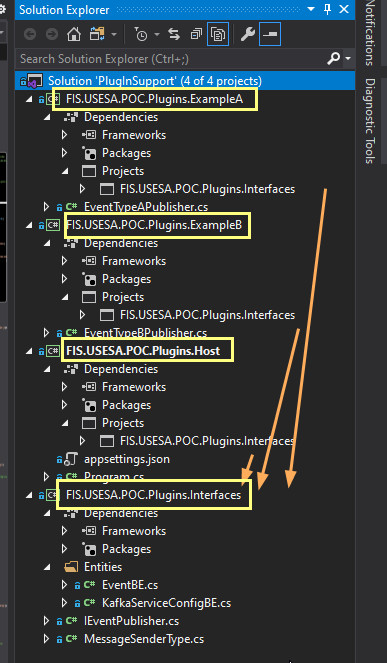 Solution Explorer
Search Solution Explorer (Ctrl+;)
Solution 'PlugInSupport' (4 of 4 projects)
FIS.USESA.POC.Plugins.ExampleA
Dependencies
Frameworks
Packages
Projects
FIS.USESA.POC.Plugins.Interfaces
C# EventTypeAPublisher.cs
FIS.USESA.POC.Plugins.ExampleB
Dependencies
Frameworks
Packages
Projects
FIS.USESA.POC.Plugins.Interfaces
C# EventTypeBPublisher.cs
FIS.USESA.POC.Plugins.Host
Dependencies
Frameworks
Packages
Projects
FIS.USESA.POC.Plugins.Interfaces
appsettings.json
C# Program.cs
FIS.USESA.POC.Plugins.Interfaces
Dependencies
Frameworks
Packages
Entities
C# EventBE.cs
C# KafkaServiceConfigBE.cs
C# IEventPublisher.cs
C# MessageSenderType.cs
Notifications
Diagnostic Tools